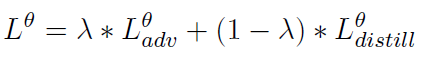 L^θ = λ * L^θ_adv + (1 − λ) * L^θ_distill